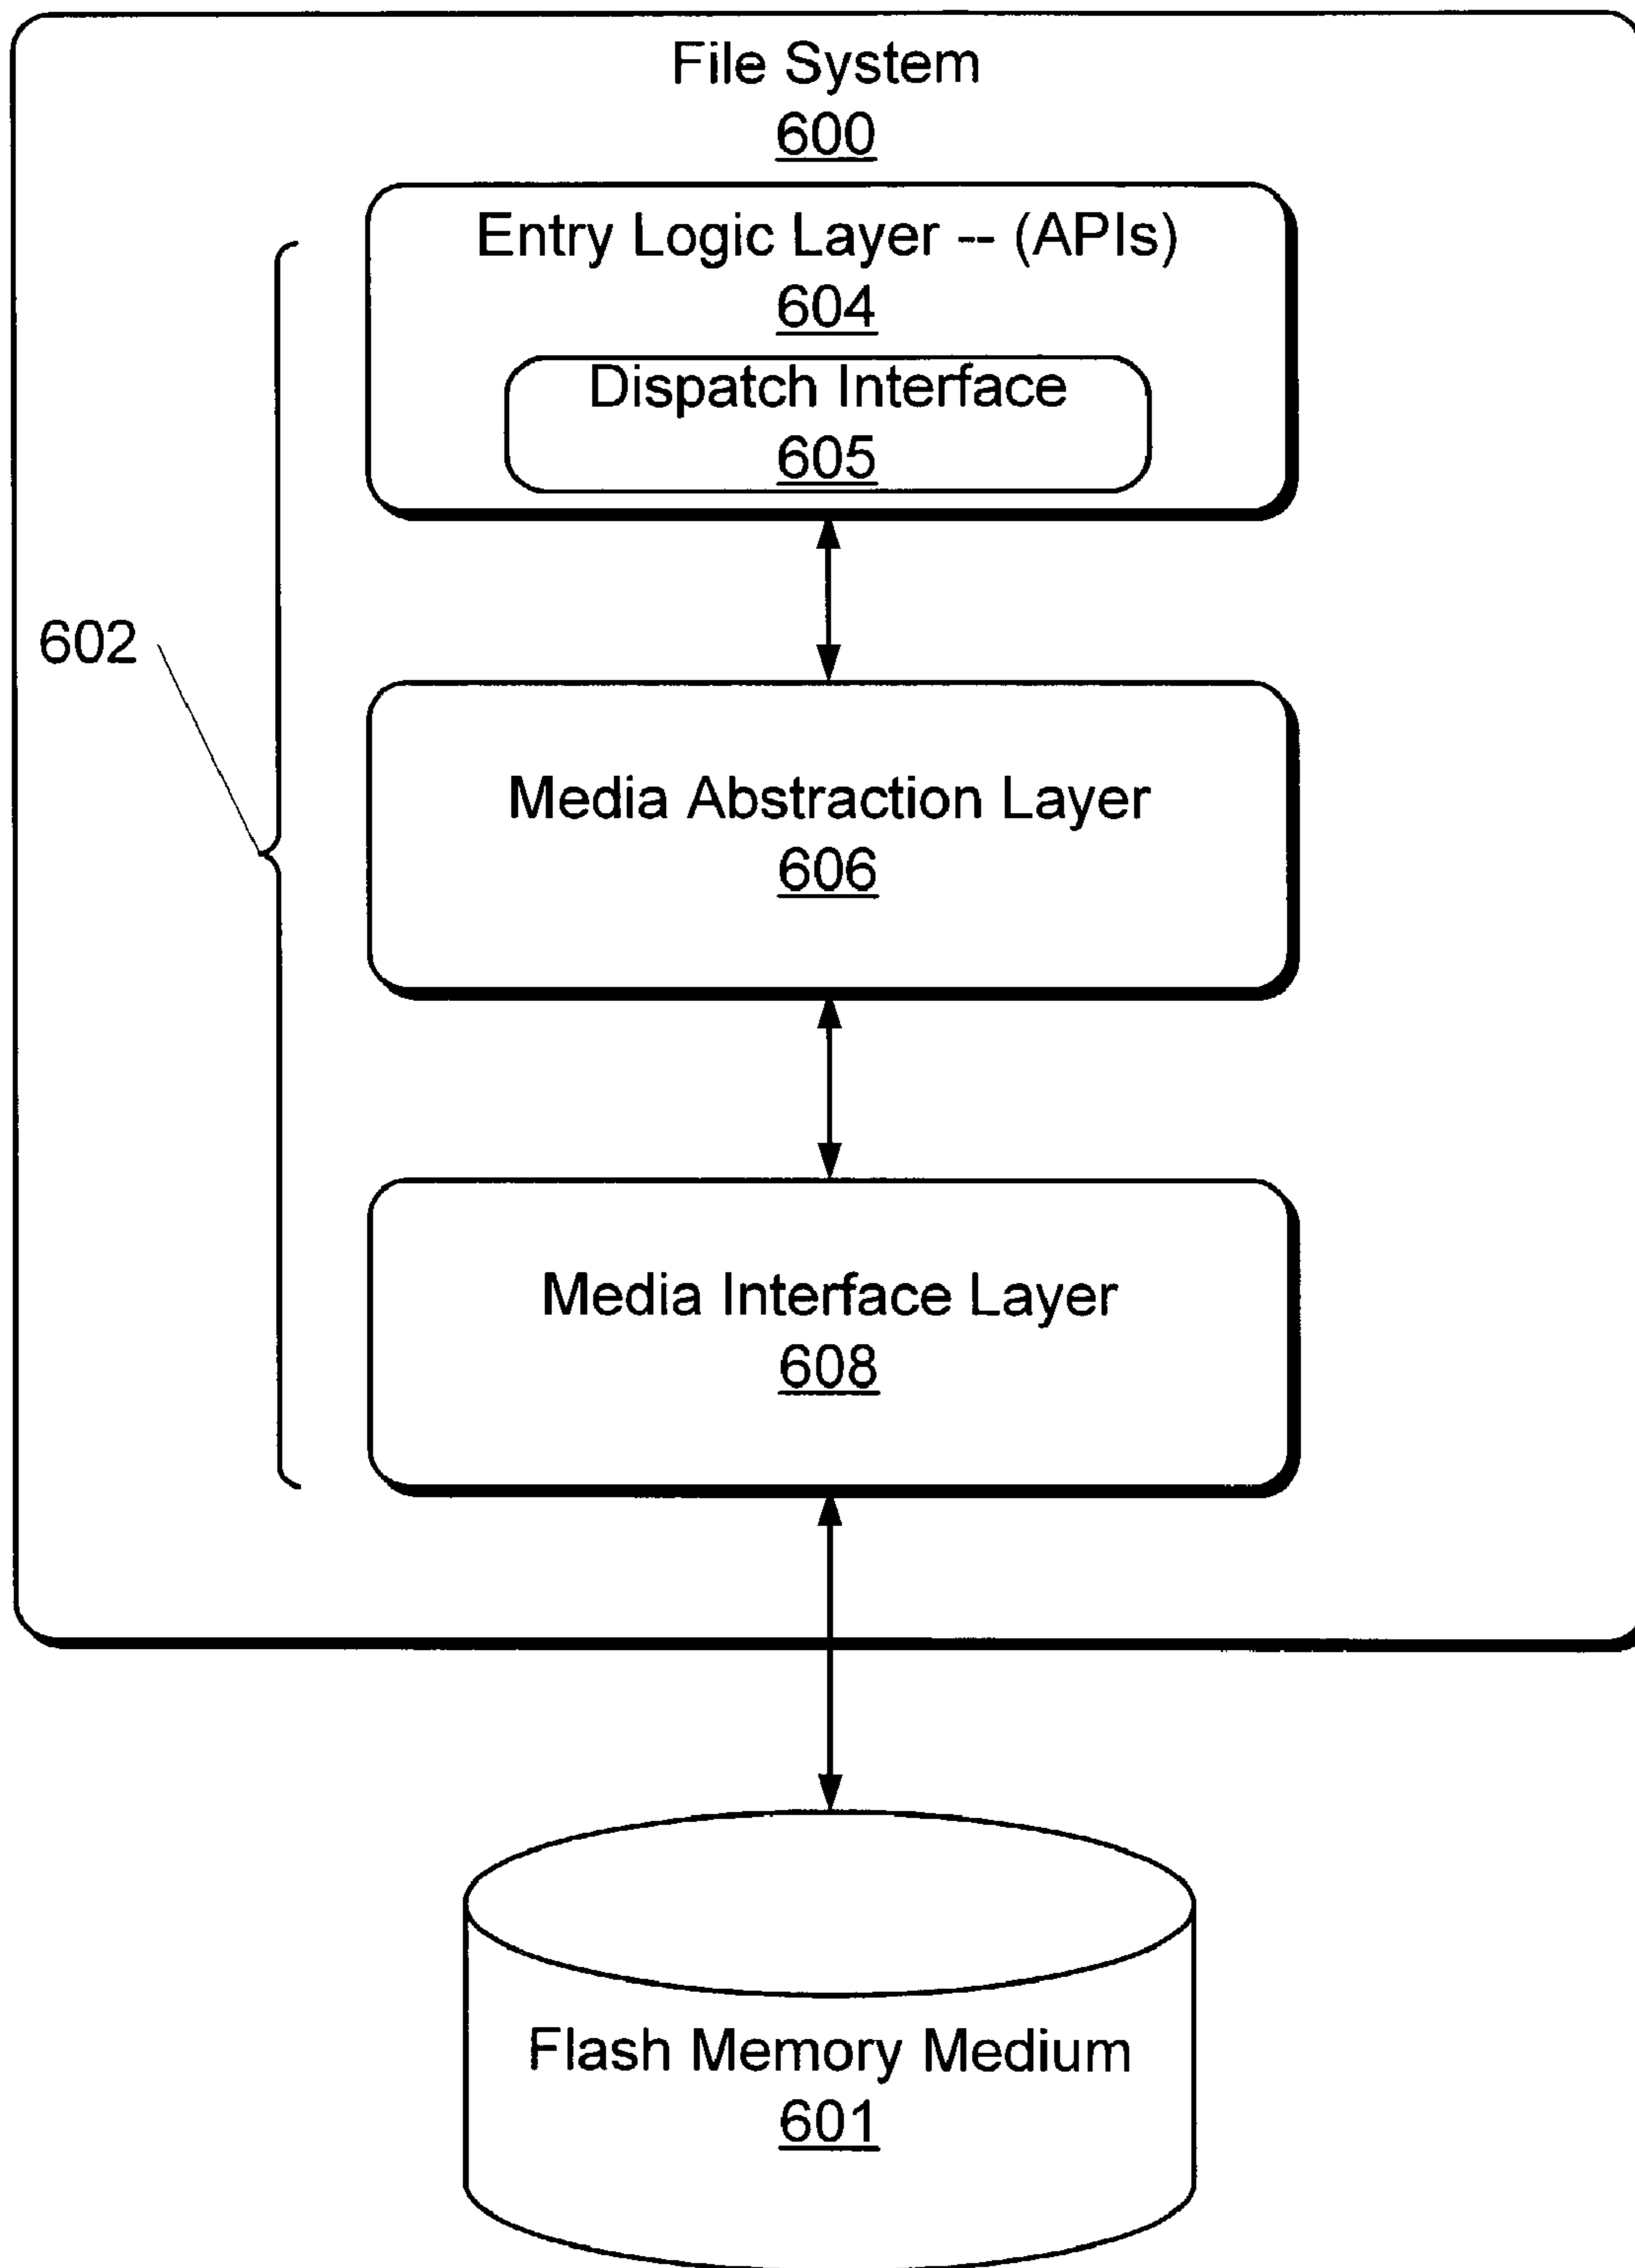 File System
600
Entry Logic Layer -- (APIs)
604
Dispatch Interface
605
602
Media Abstraction Layer
606
Media Interface Layer
608
Flash Memory Medium
601